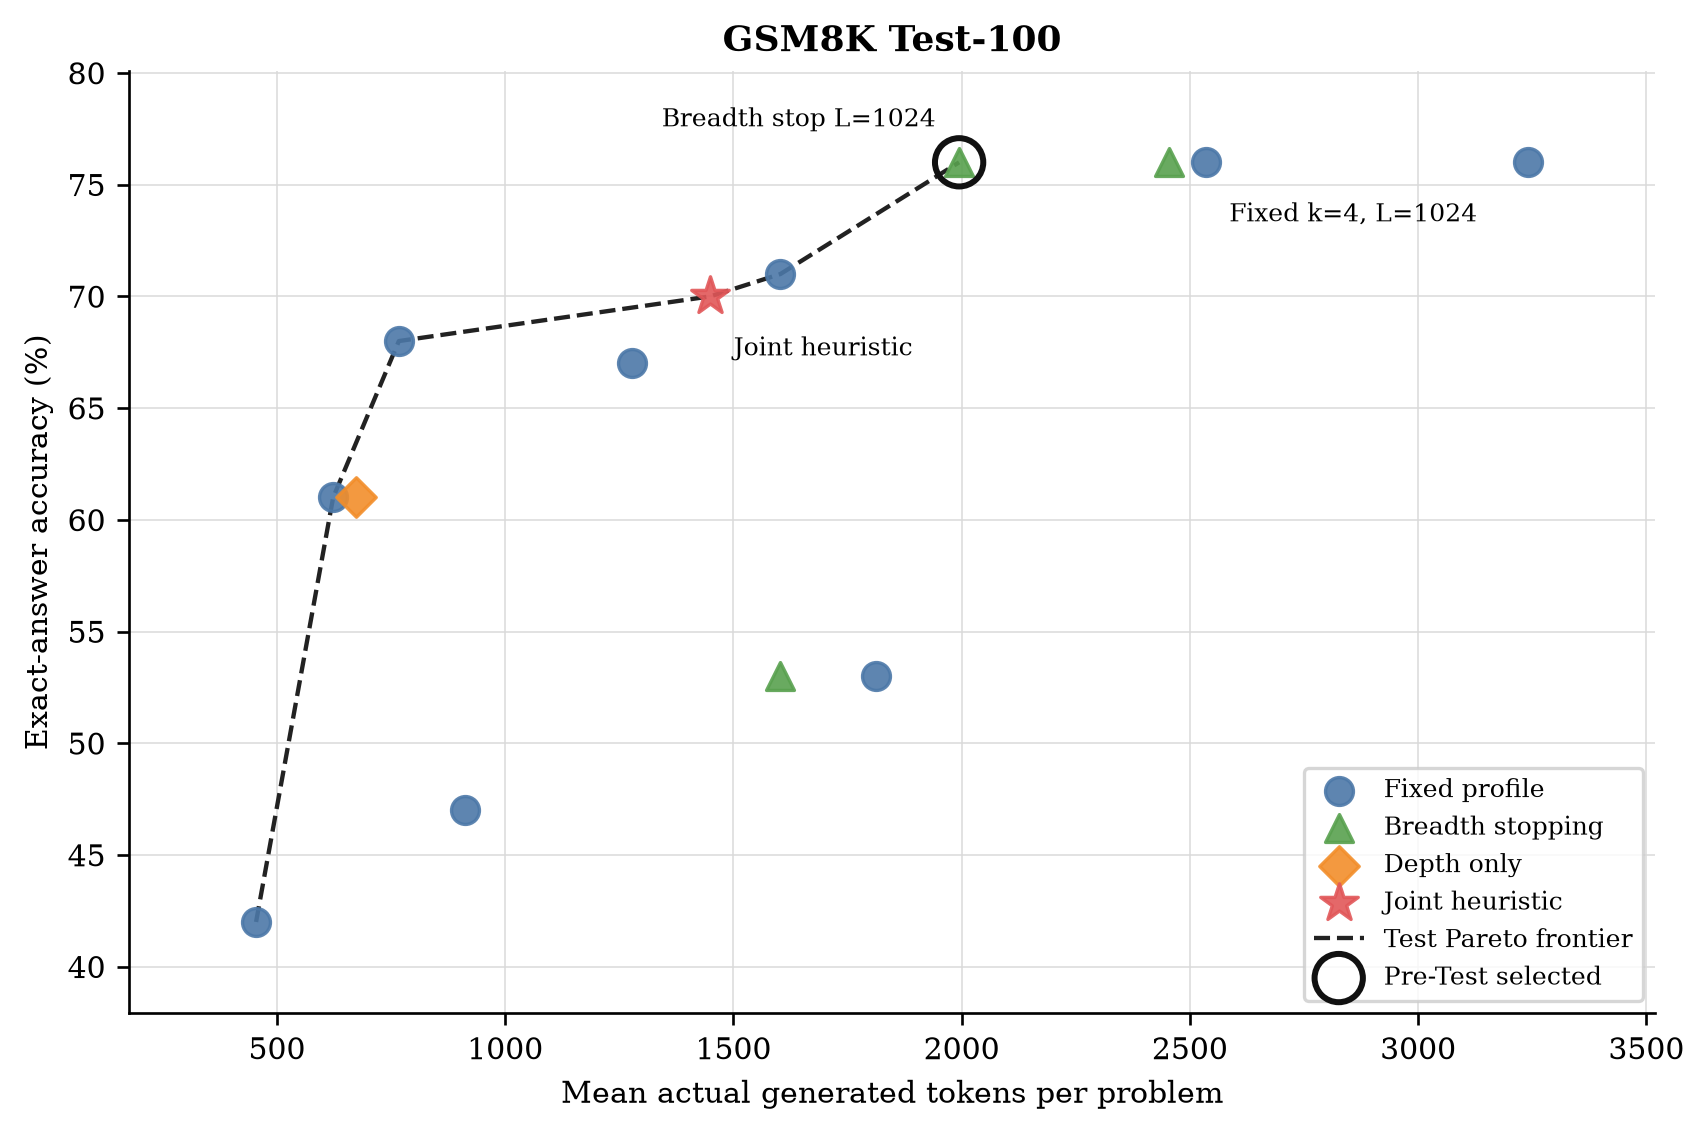 GSM8K Test-100
80
75
70
65
60
55
50
45
40
Exact-answer accuracy (%)
Breadth stop L=1024
Fixed k=4, L=1024
Joint heuristic
Fixed profile
Breadth stopping
Depth only
Joint heuristic
Test Pareto frontier
Pre-Test selected
500 1000 1500 2000 2500 3000 3500
Mean actual generated tokens per problem